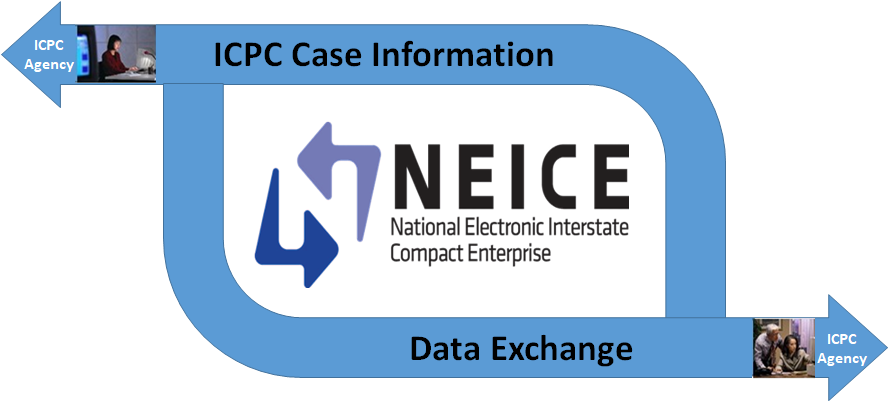 ICPC
Agency
ICPC Case Information
NEICE
National Electronic Interstate
Compact Enterprise
Data Exchange
ICPC
Agency